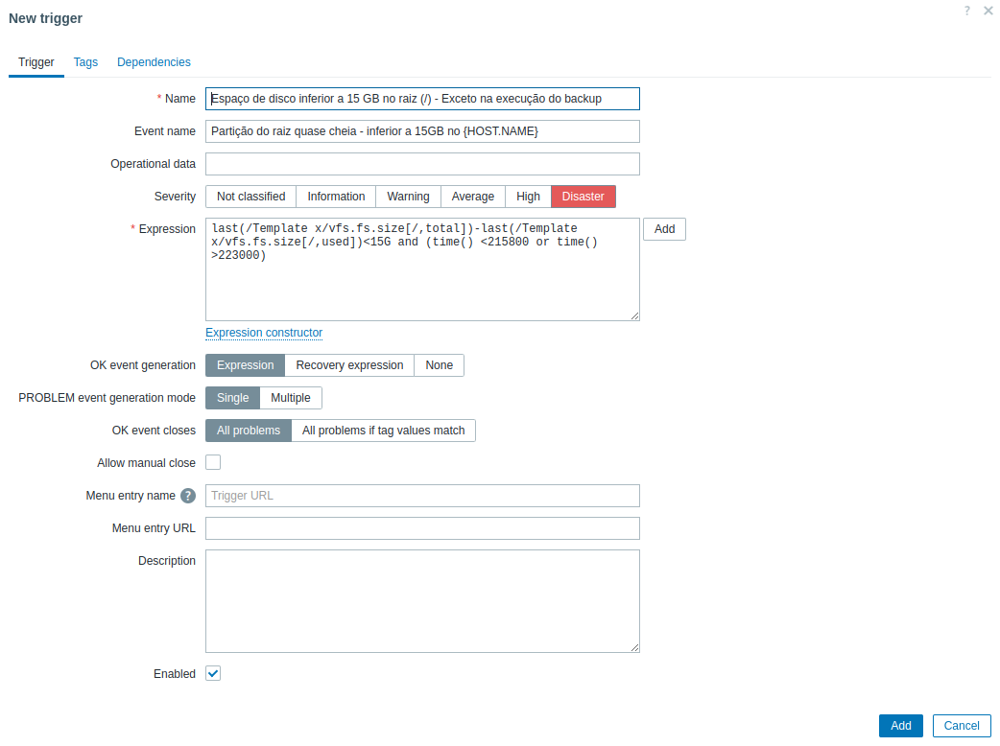 New trigger
? ×
Trigger Tags Dependencies
* Name Espaço de disco inferior a 15 GB no raiz (/) - Exceto na execução do backup
Event name Partição do raiz quase cheia - inferior a 15GB no {HOST.NAME}
Operational data
Severity Not classified Information Warning Average High Disaster
* Expression last(/Template x/vfs.fs.size[/,total])-last(/Template Add
x/vfs.fs.size[/,used])<15G and (time() <215800 or time()
>223000)
Expression constructor
OK event generation Expression Recovery expression None
PROBLEM event generation mode Single Multiple
OK event closes All problems All problems if tag values match
Allow manual close
Menu entry name ? Trigger URL
Menu entry URL
Description
Enabled
Add Cancel